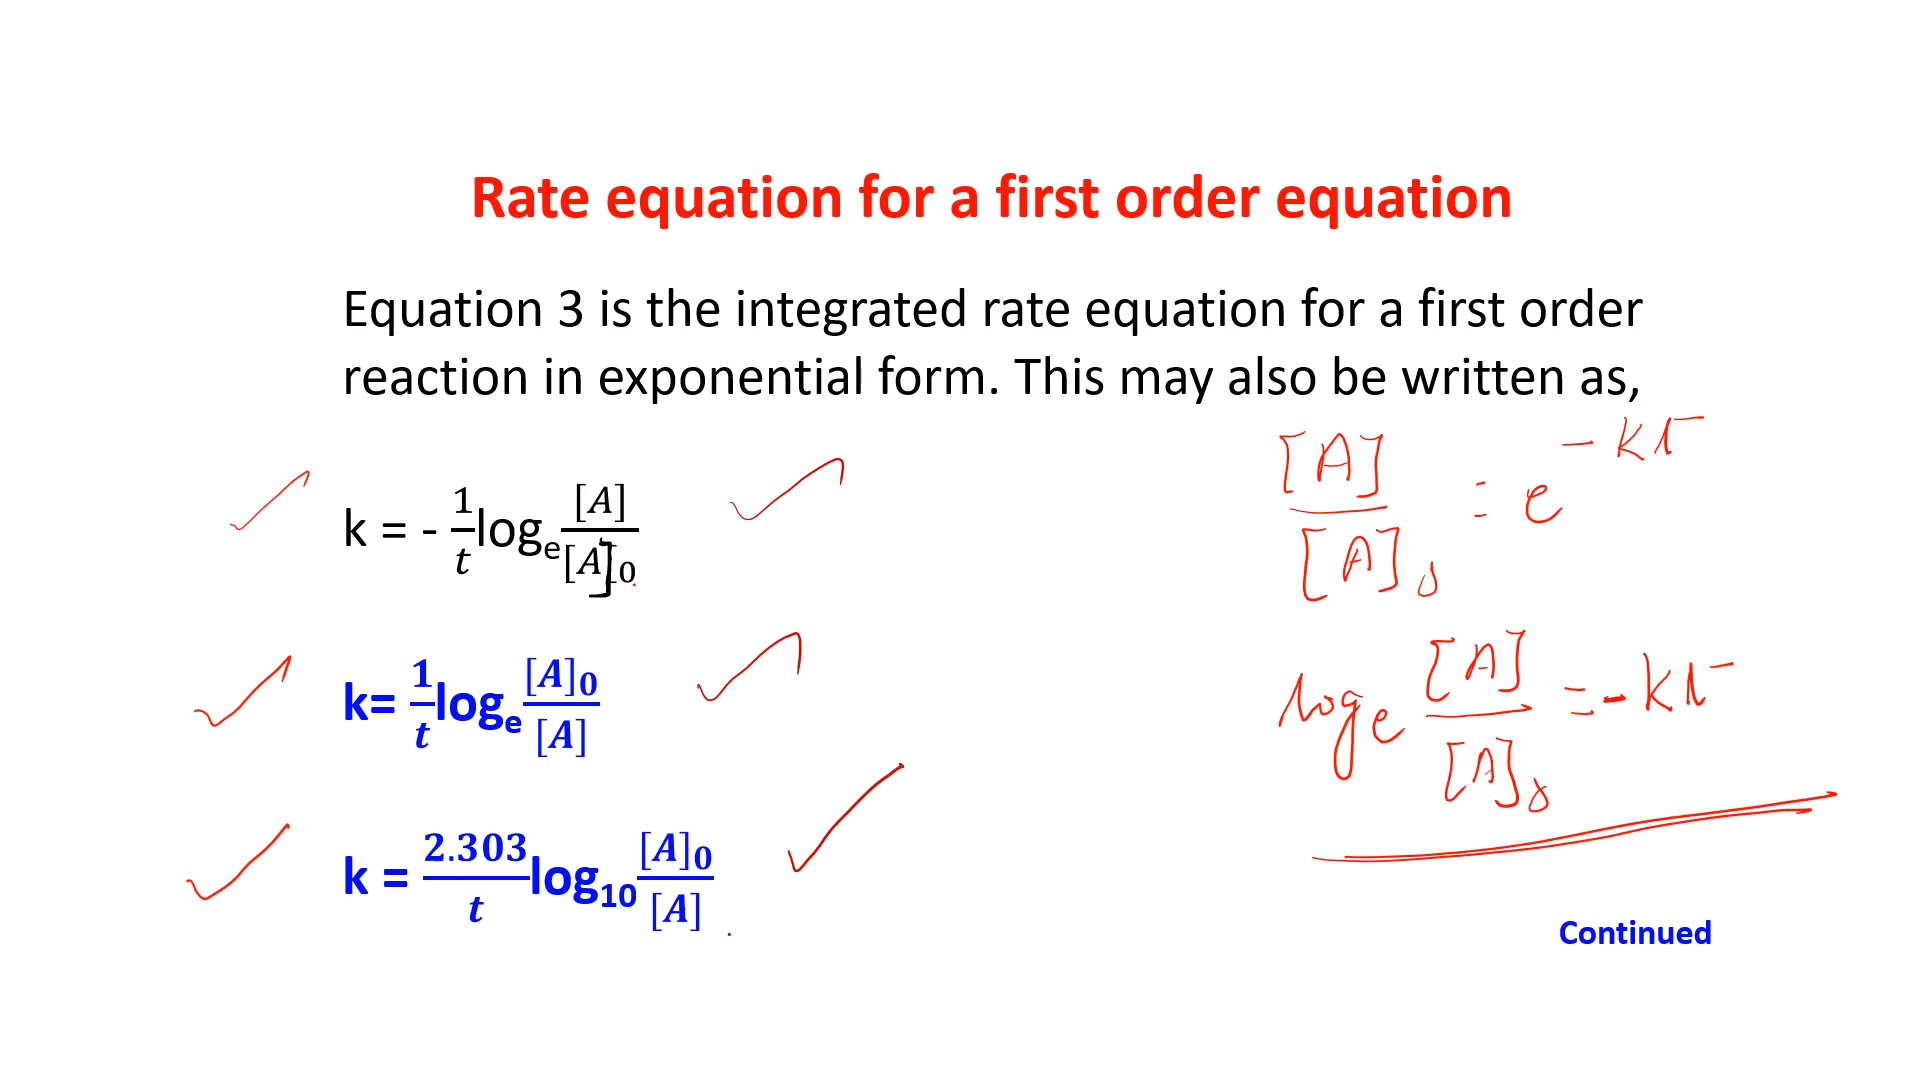 Rate equation for a first order equation
Equation 3 is the integrated rate equation for a first order
reaction in exponential form. This may also be written as,
k = - 1/t logₑ [A]/[A]₀
k= 1/t logₑ [A]₀/[A]
k = 2.303/t log₁₀ [A]₀/[A]
[A]/[A]₀ = e^-kt
logₑ [A]/[A]₀ = -kt
Continued